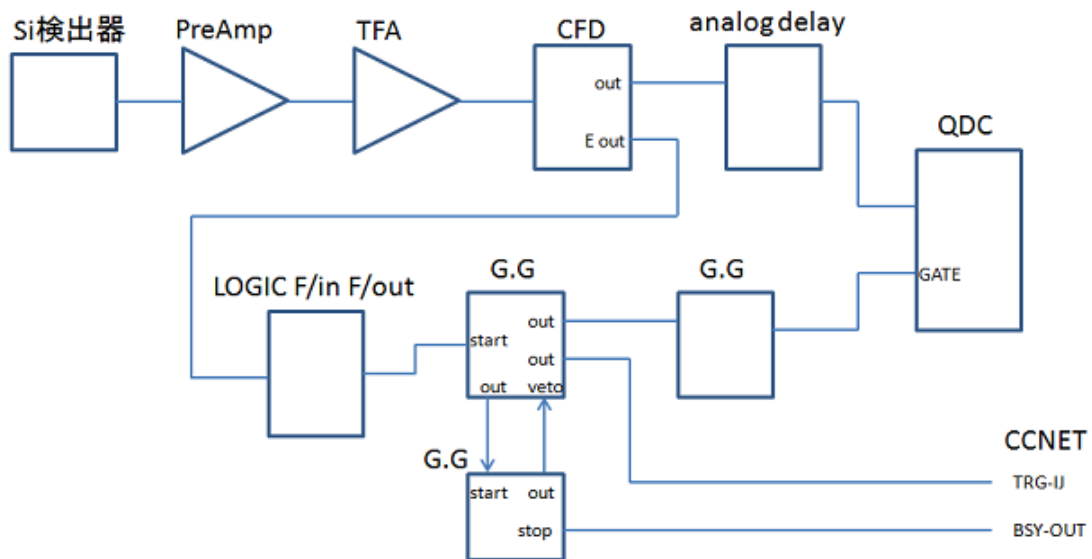 Si検出器
PreAmp
TFA
CFD
analog delay
out
E out
QDC
GATE
LOGIC F/in F/out
G.G
start
out
out
out
veto
G.G
G.G
start
out
stop
CCNET
TRG-IJ
BSY-OUT